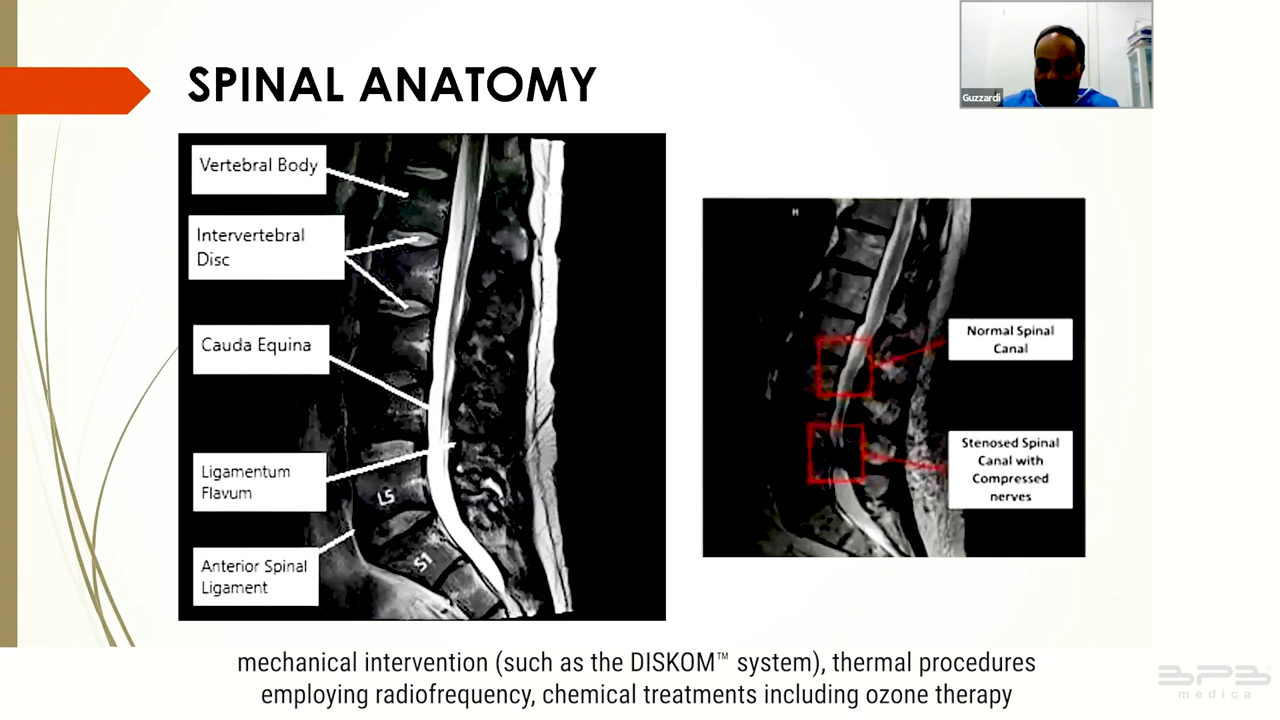 SPINAL ANATOMY
Guzzardi
Vertebral Body
Intervertebral
Disc
Cauda Equina
Ligamentum
Flavum
Anterior Spinal
Ligament
L5
S1
H
Normal Spinal
Canal
Stenosed Spinal
Canal with
Compressed
nerves
mechanical intervention (such as the DISKOM™ system), thermal procedures
employing radiofrequency, chemical treatments including ozone therapy
BPB
medica